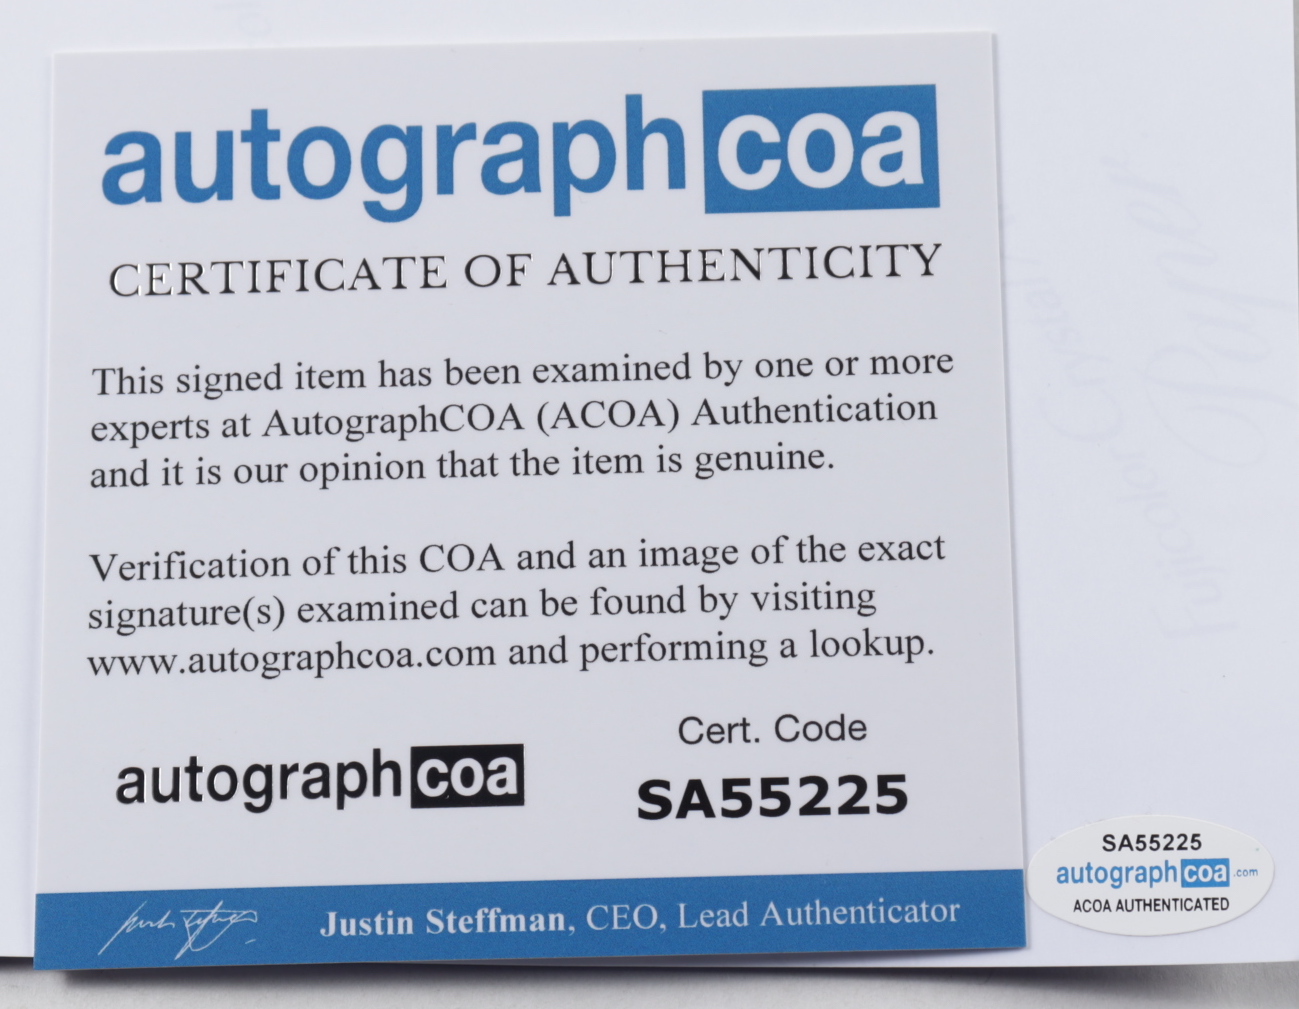 autograph coa
CERTIFICATE OF AUTHENTICITY
This signed item has been examined by one or more
experts at AutographCOA (ACOA) Authentication
and it is our opinion that the item is genuine.
Verification of this COA and an image of the exact
signature(s) examined can be found by visiting
www.autographcoa.com and performing a lookup.
autograph coa
Cert. Code
SA55225
Justin Steffman, CEO, Lead Authenticator
SA55225
autograph coa .com
ACOA AUTHENTICATED